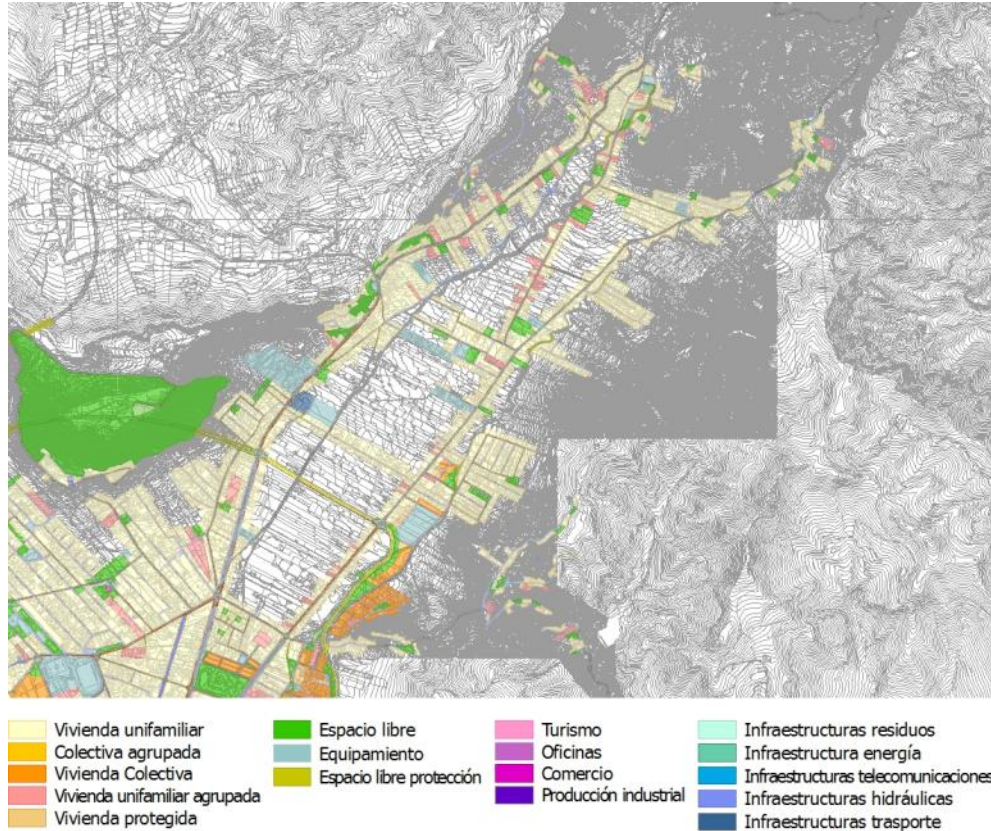 Vivienda unifamiliar
Colectiva agrupada
Vivienda Colectiva
Vivienda unifamiliar agrupada
Vivienda protegida
Espacio libre
Equipamiento
Espacio libre protección
Turismo
Oficinas
Comercio
Producción industrial
Infraestructuras residuos
Infraestructura energía
Infraestructuras telecomunicaciones
Infraestructuras hidráulicas
Infraestructuras trasporte